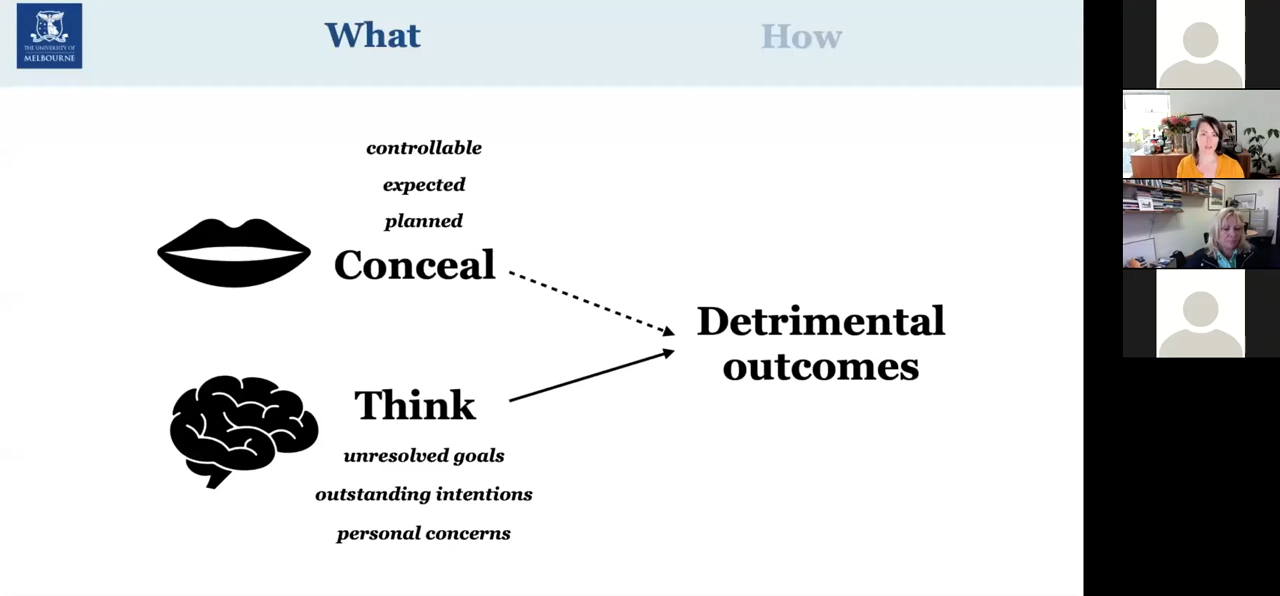 THE UNIVERSITY OF
MELBOURNE
What
How
controllable
expected
planned
Conceal
Detrimental
outcomes
Think
unresolved goals
outstanding intentions
personal concerns